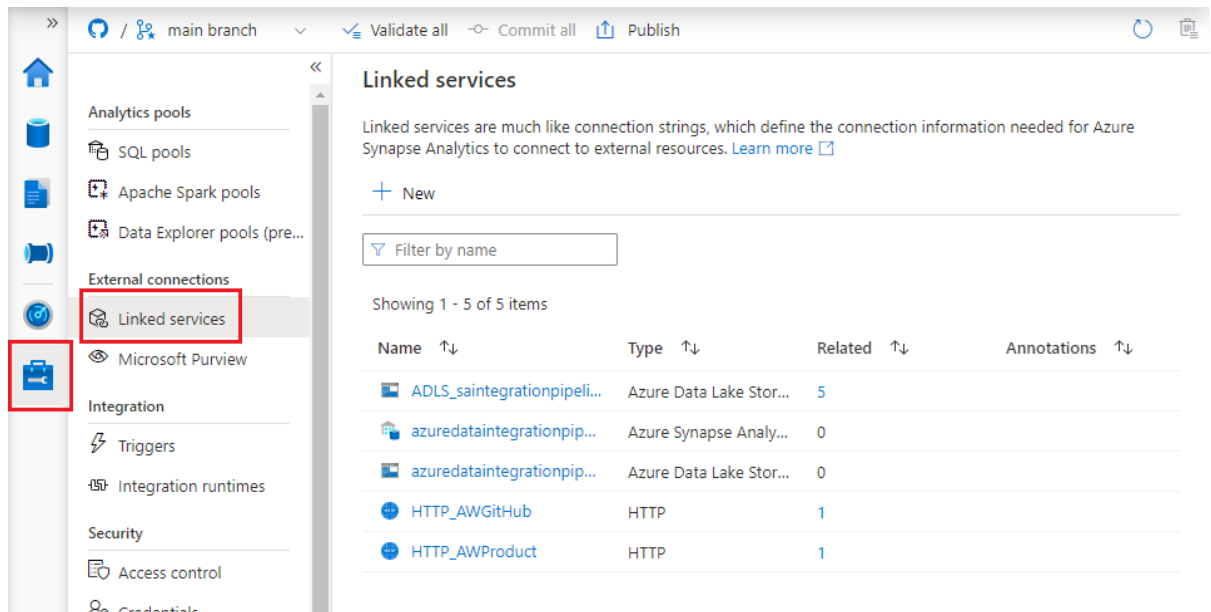 / main branch Validate all Commit all Publish
Analytics pools
SQL pools
Apache Spark pools
Data Explorer pools (pre...
External connections
Linked services
Microsoft Purview
Integration
Triggers
Integration runtimes
Security
Access control
Credentials
Linked services
Linked services are much like connection strings, which define the connection information needed for Azure
Synapse Analytics to connect to external resources. Learn more
New
Filter by name
Showing 1 - 5 of 5 items
Name Type Related Annotations
ADLS_saintegrationpipeli... Azure Data Lake Stor... 5
azuredataintegrationpip... Azure Synapse Analy... 0
azuredataintegrationpip... Azure Data Lake Stor... 0
HTTP_AWGitHub HTTP 1
HTTP_AWProduct HTTP 1